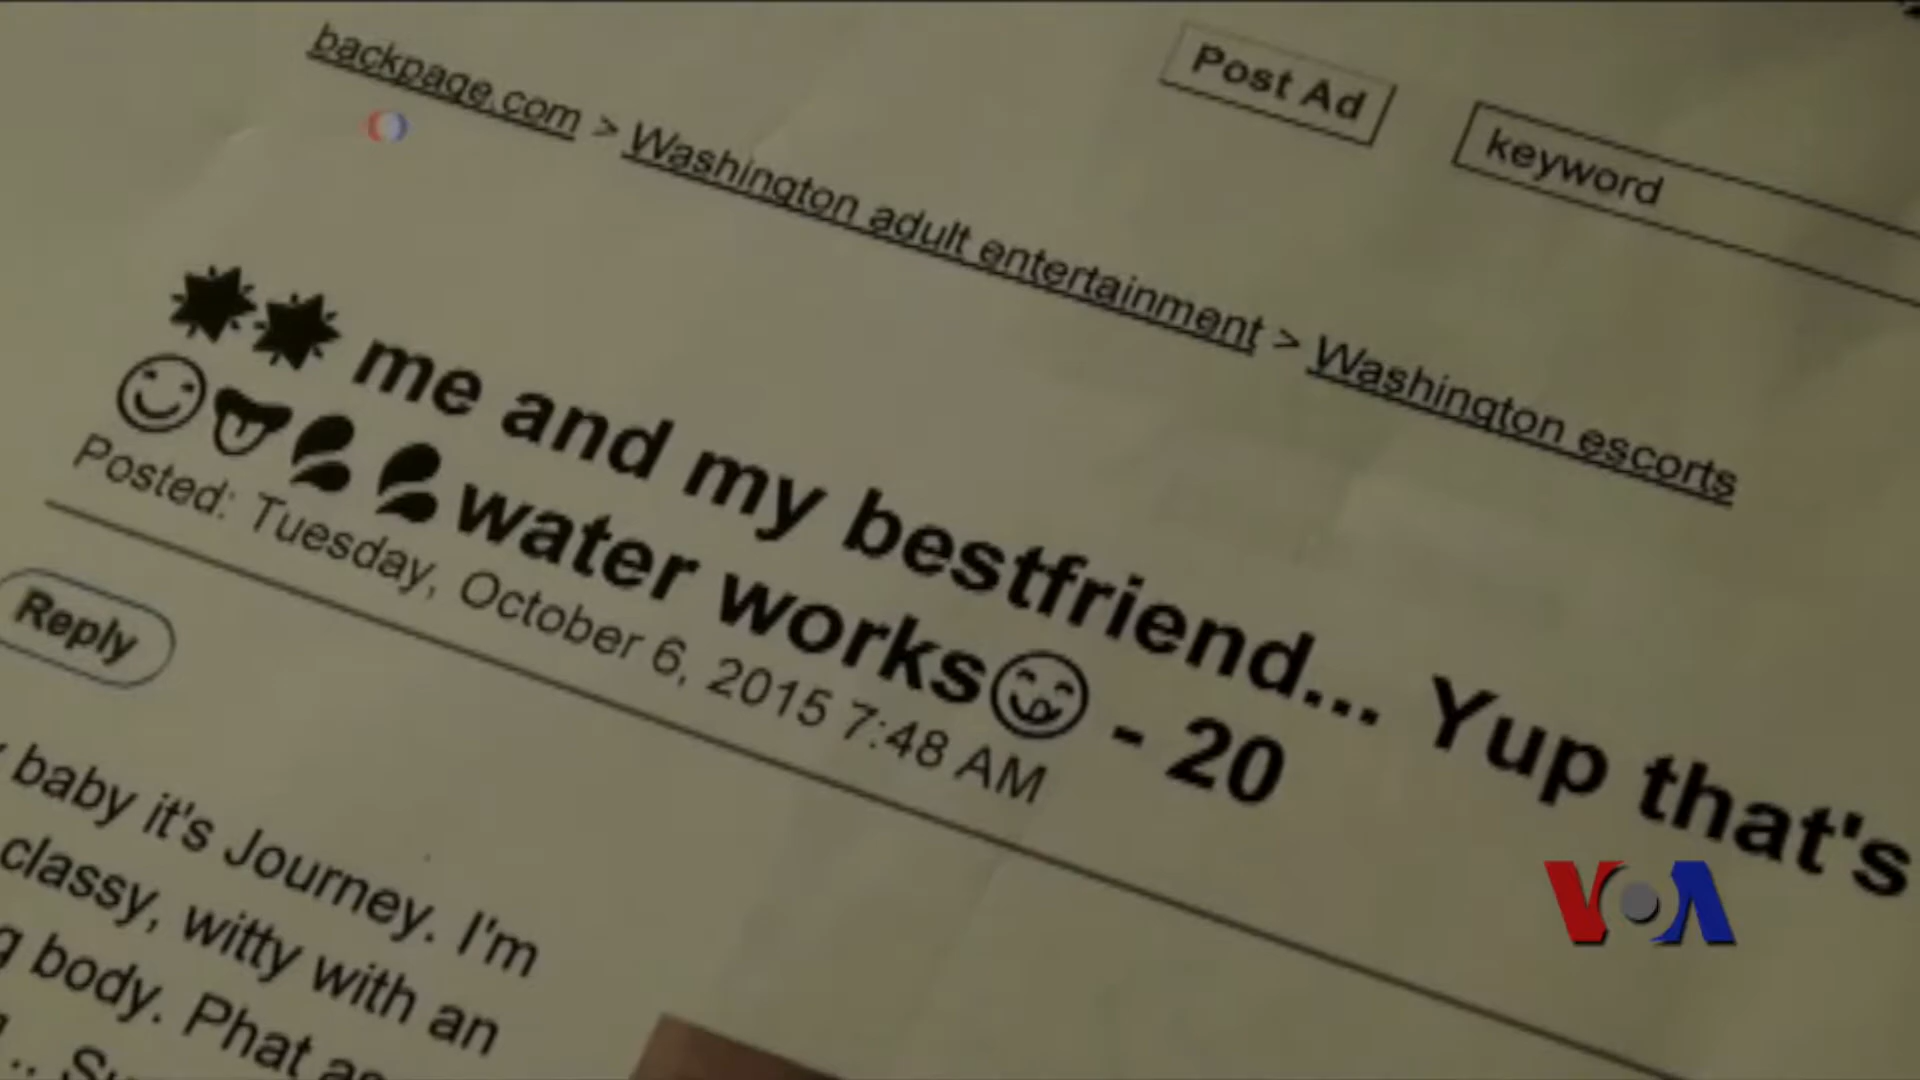 Post Ad
keyword
backpage.com > Washington adult entertainment > Washington escorts
me and my bestfriend... Yup that's
water works😋 - 20
Posted: Tuesday, October 6, 2015 7:48 AM
Reply
baby it's Journey. I'm
classy, witty with an
body. Phat
VOA